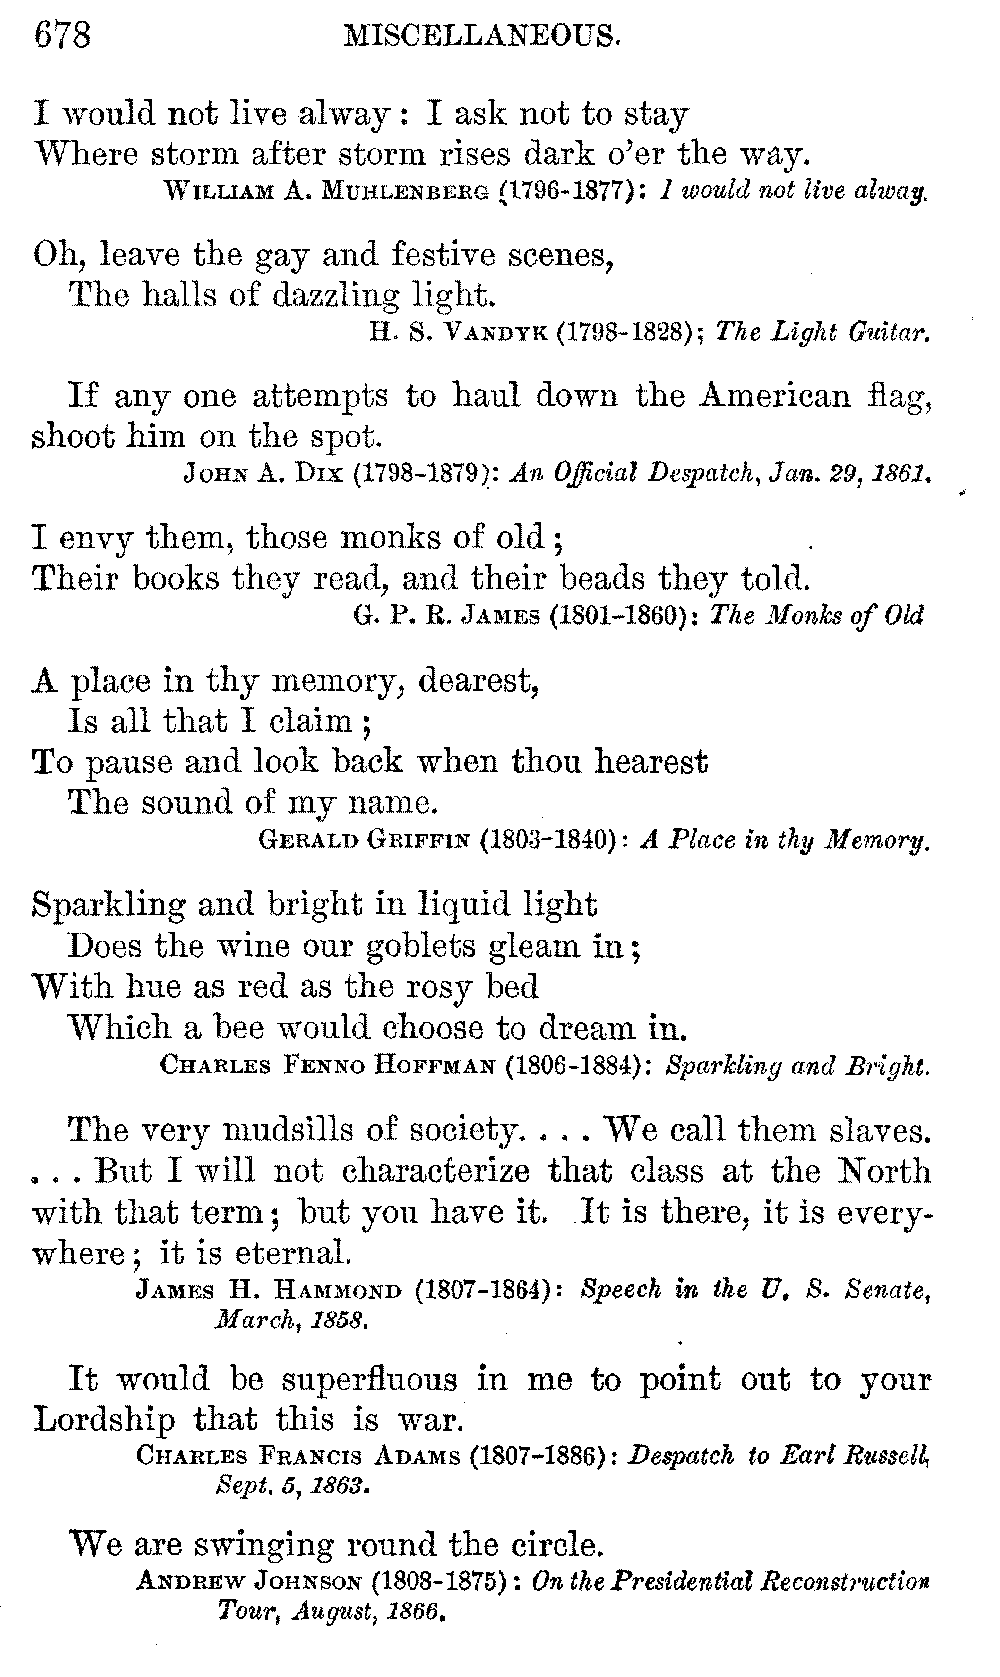 678 MISCELLANEOUS.
I would not live alway : I ask not to stay
Where storm after storm rises dark o'er the way.
WILLIAM A. MUHLENBERG (1796-1877): I would not live alway.
Oh, leave the gay and festive scenes,
The halls of dazzling light.
H. S. VANDYK (1798-1828); The Light Guitar.
If any one attempts to haul down the American flag,
shoot him on the spot.
JOHN A. DIX (1798-1879): An Official Despatch, Jan. 29, 1861.
I envy them, those monks of old ;
Their books they read, and their beads they told.
G. P. R. JAMES (1801-1860): The Monks of Old
A place in thy memory, dearest,
Is all that I claim ;
To pause and look back when thou hearest
The sound of my name.
GERALD GRIFFIN (1803-1840): A Place in thy Memory.
Sparkling and bright in liquid light
Does the wine our goblets gleam in ;
With hue as red as the rosy bed
Which a bee would choose to dream in.
CHARLES FENNO HOFFMAN (1806-1884): Sparkling and Bright.
The very mudsills of society. . . . We call them slaves.
. . . But I will not characterize that class at the North
with that term ; but you have it. It is there, it is every-
where ; it is eternal.
JAMES H. HAMMOND (1807-1864): Speech in the U. S. Senate,
March, 1858.
It would be superfluous in me to point out to your
Lordship that this is war.
CHARLES FRANCIS ADAMS (1807-1886): Despatch to Earl Russell,
Sept. 5, 1863.
We are swinging round the circle.
ANDREW JOHNSON (1808-1875): On the Presidential Reconstruction
Tour, August, 1866.